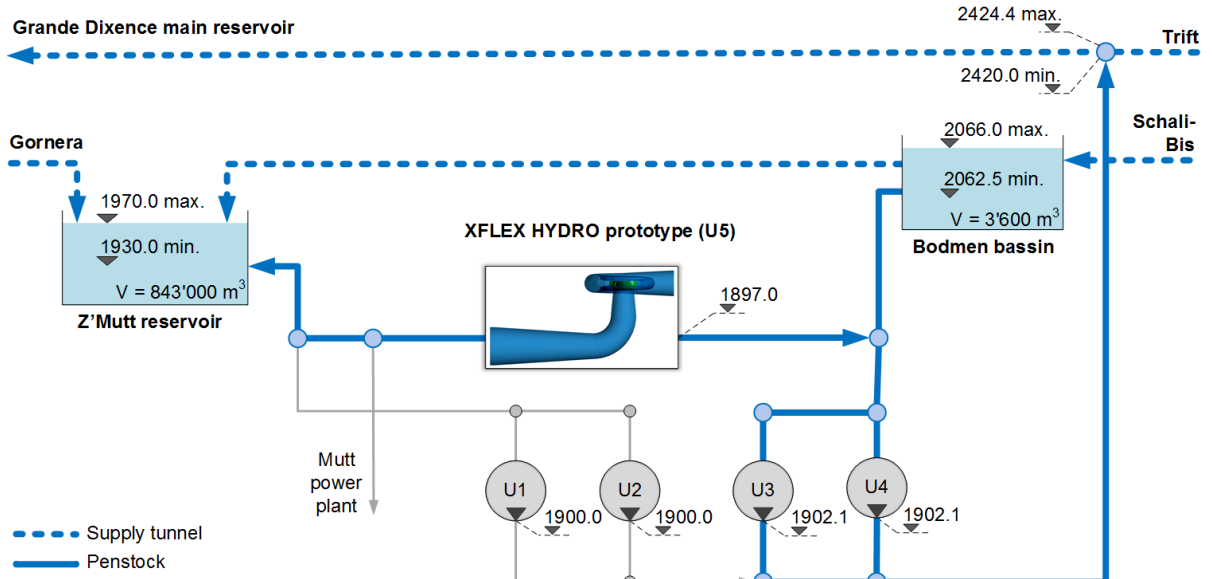 Grande Dixence main reservoir
2424.4 max.
Trift
2420.0 min.
Schali-
Bis
Gornera
2066.0 max.
2062.5 min.
V = 3'600 m³
Bodmen bassin
1970.0 max.
1930.0 min.
V = 843'000 m³
Z'Mutt reservoir
XFLEX HYDRO prototype (U5)
1897.0
Mutt
power
plant
U1
U2
U3
U4
1900.0
1900.0
1902.1
1902.1
Supply tunnel
Penstock